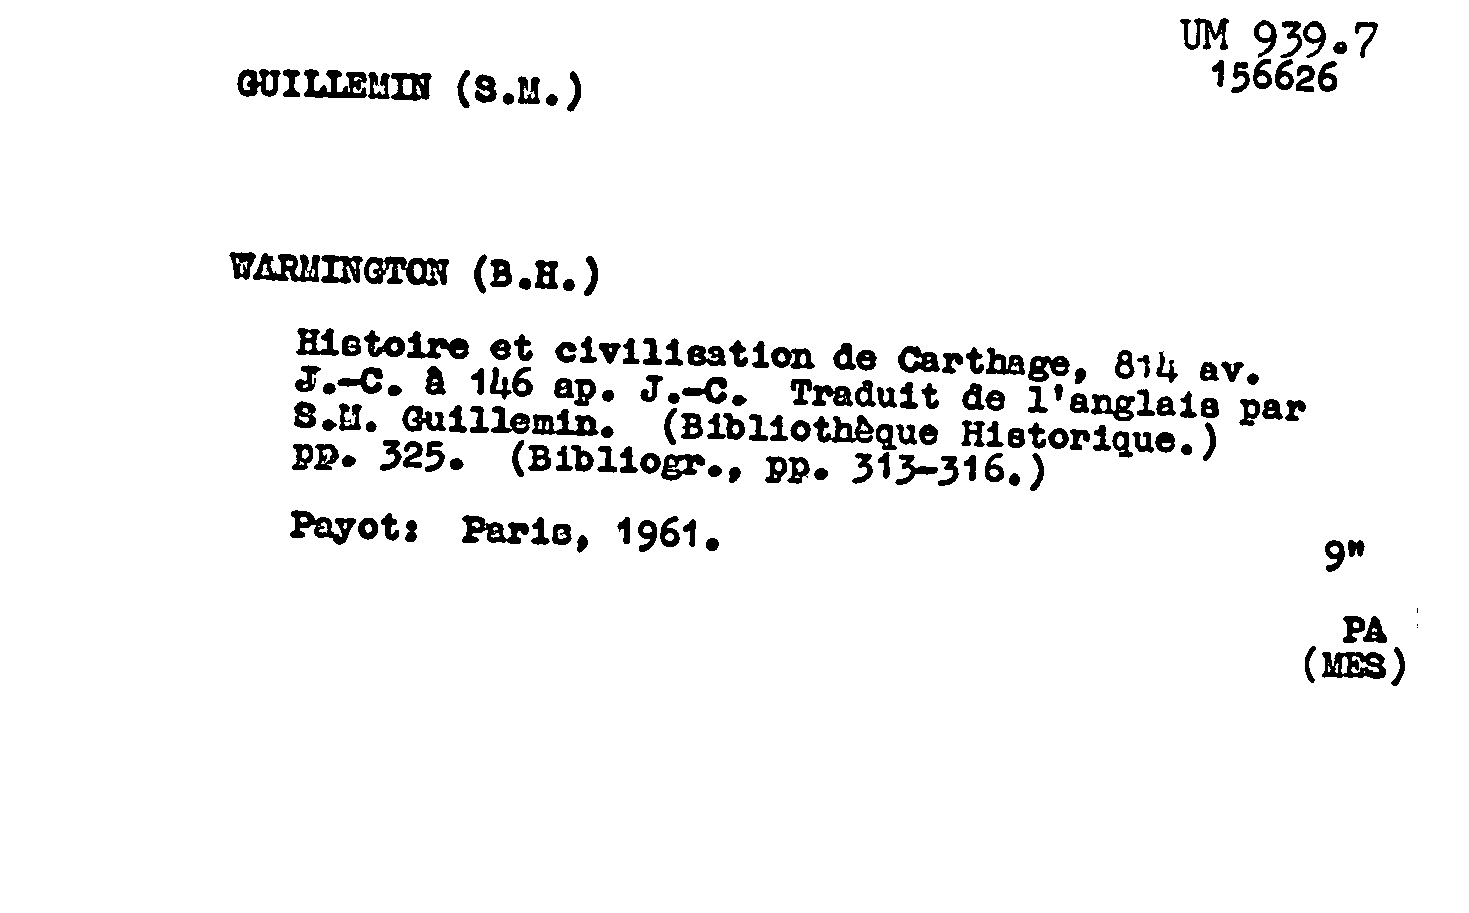 UM 939.7
156626
GUILLEMIN (S.M.)
WARMINGTON (B.H.)
Histoire et civilisation de Carthage, 814 av.
J.-C. à 146 ap. J.-C. Traduit de l'anglais par
S.M. Guillemin. (Bibliothèque Historique.)
pp. 325. (Bibliogr., pp. 313-316.)
Payot: Paris, 1961.
9"
PA
(MES)